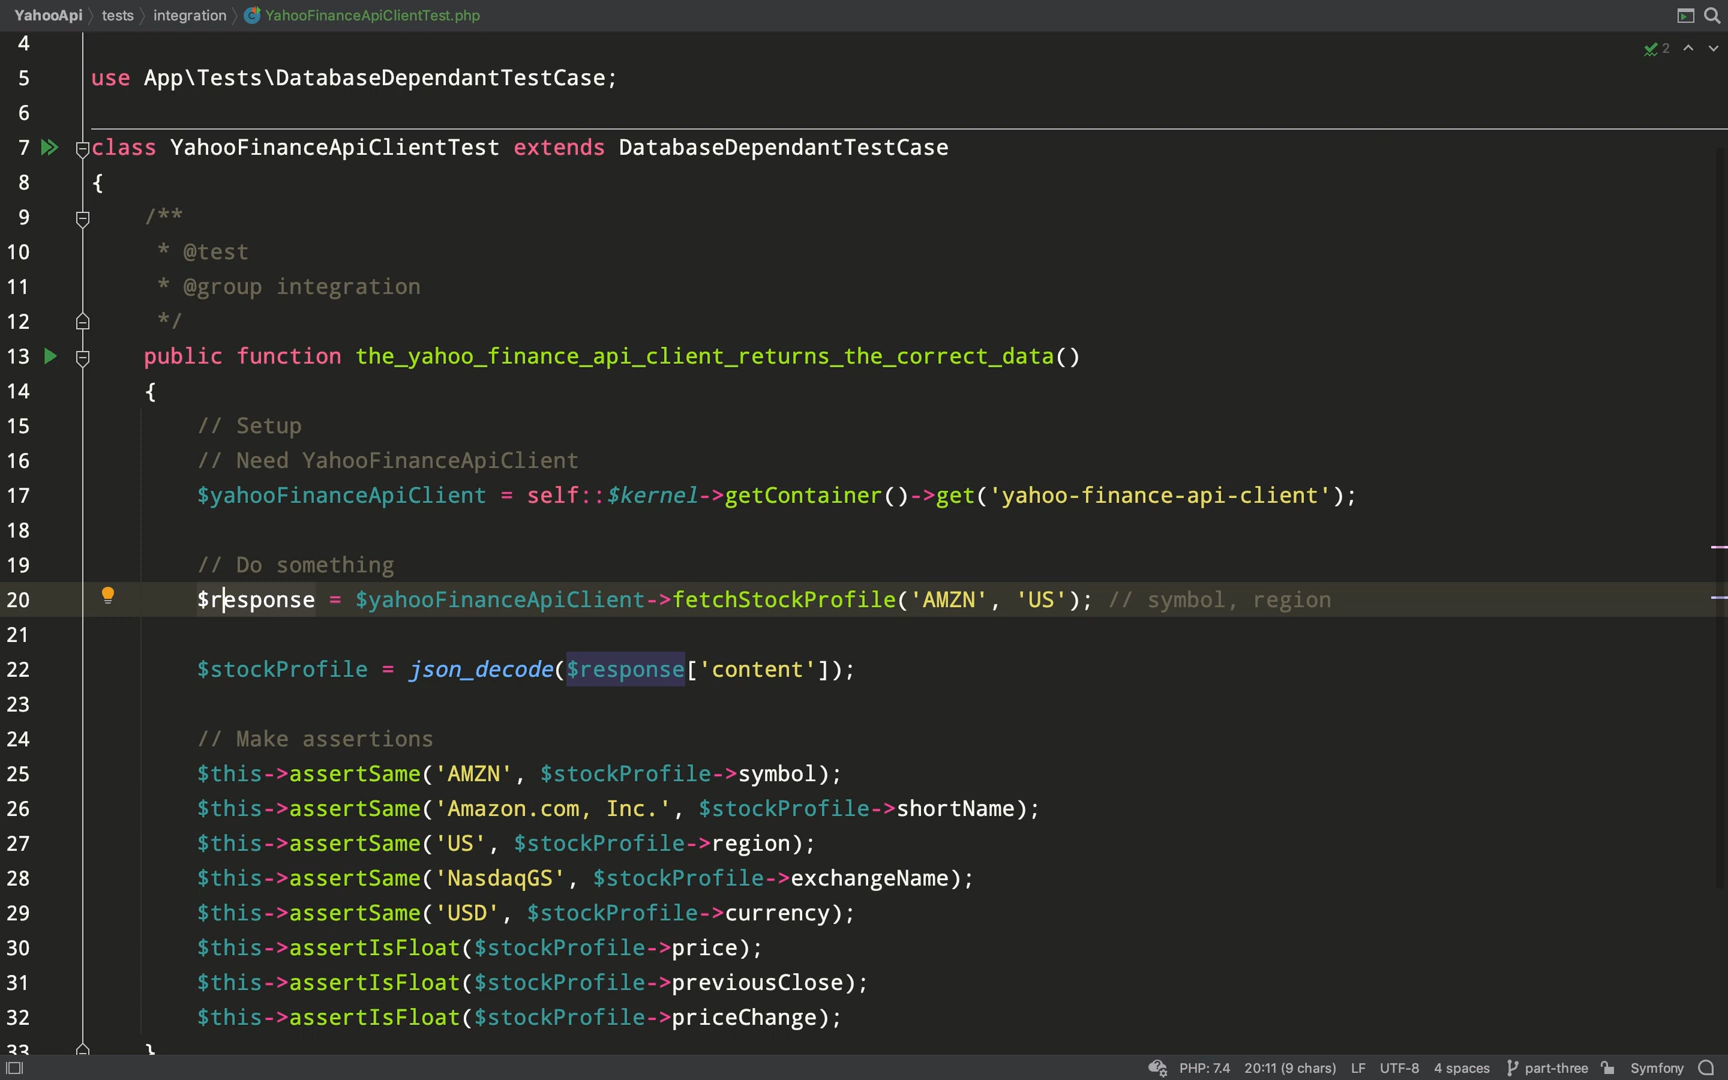 YahooApi tests integration YahooFinanceApiClientTest.php
2
4
5 use App\Tests\DatabaseDependantTestCase;
6
7 class YahooFinanceApiClientTest extends DatabaseDependantTestCase
8 {
9 /**
10 * @test
11 * @group integration
12 */
13 public function the_yahoo_finance_api_client_returns_the_correct_data()
14 {
15 // Setup
16 // Need YahooFinanceApiClient
17 $yahooFinanceApiClient = self::$kernel->getContainer()->get('yahoo-finance-api-client');
18
19 // Do something
20 $response = $yahooFinanceApiClient->fetchStockProfile('AMZN', 'US'); // symbol, region
21
22 $stockProfile = json_decode($response['content']);
23
24 // Make assertions
25 $this->assertSame('AMZN', $stockProfile->symbol);
26 $this->assertSame('Amazon.com, Inc.', $stockProfile->shortName);
27 $this->assertSame('US', $stockProfile->region);
28 $this->assertSame('NasdaqGS', $stockProfile->exchangeName);
29 $this->assertSame('USD', $stockProfile->currency);
30 $this->assertIsFloat($stockProfile->price);
31 $this->assertIsFloat($stockProfile->previousClose);
32 $this->assertIsFloat($stockProfile->priceChange);
33 }
PHP: 7.4 20:11 (9 chars) LF UTF-8 4 spaces part-three Symfony